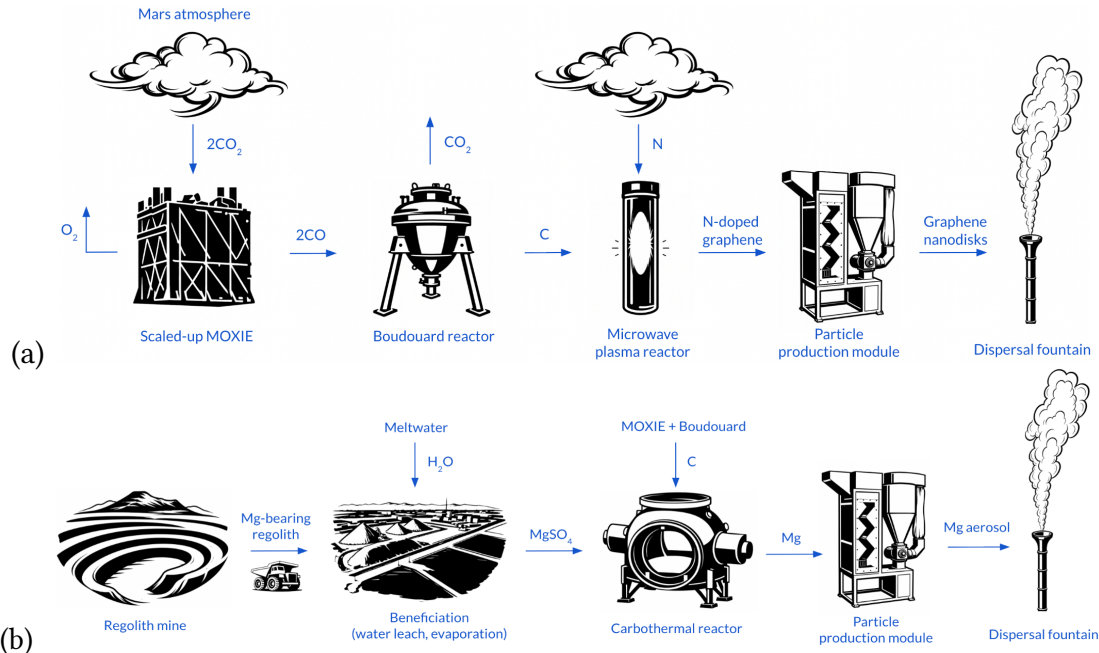 Mars atmosphere
2CO₂
O₂
Scaled-up MOXIE
2CO
CO₂
Boudouard reactor
C
N
Microwave
plasma reactor
N-doped
graphene
Particle
production module
Graphene
nanodisks
Dispersal fountain
(a)
Regolith mine
Mg-bearing
regolith
Meltwater
H₂O
Beneficiation
(water leach, evaporation)
MgSO₄
MOXIE + Boudouard
C
Carbothermal reactor
Mg
Particle
production module
Mg aerosol
Dispersal fountain
(b)